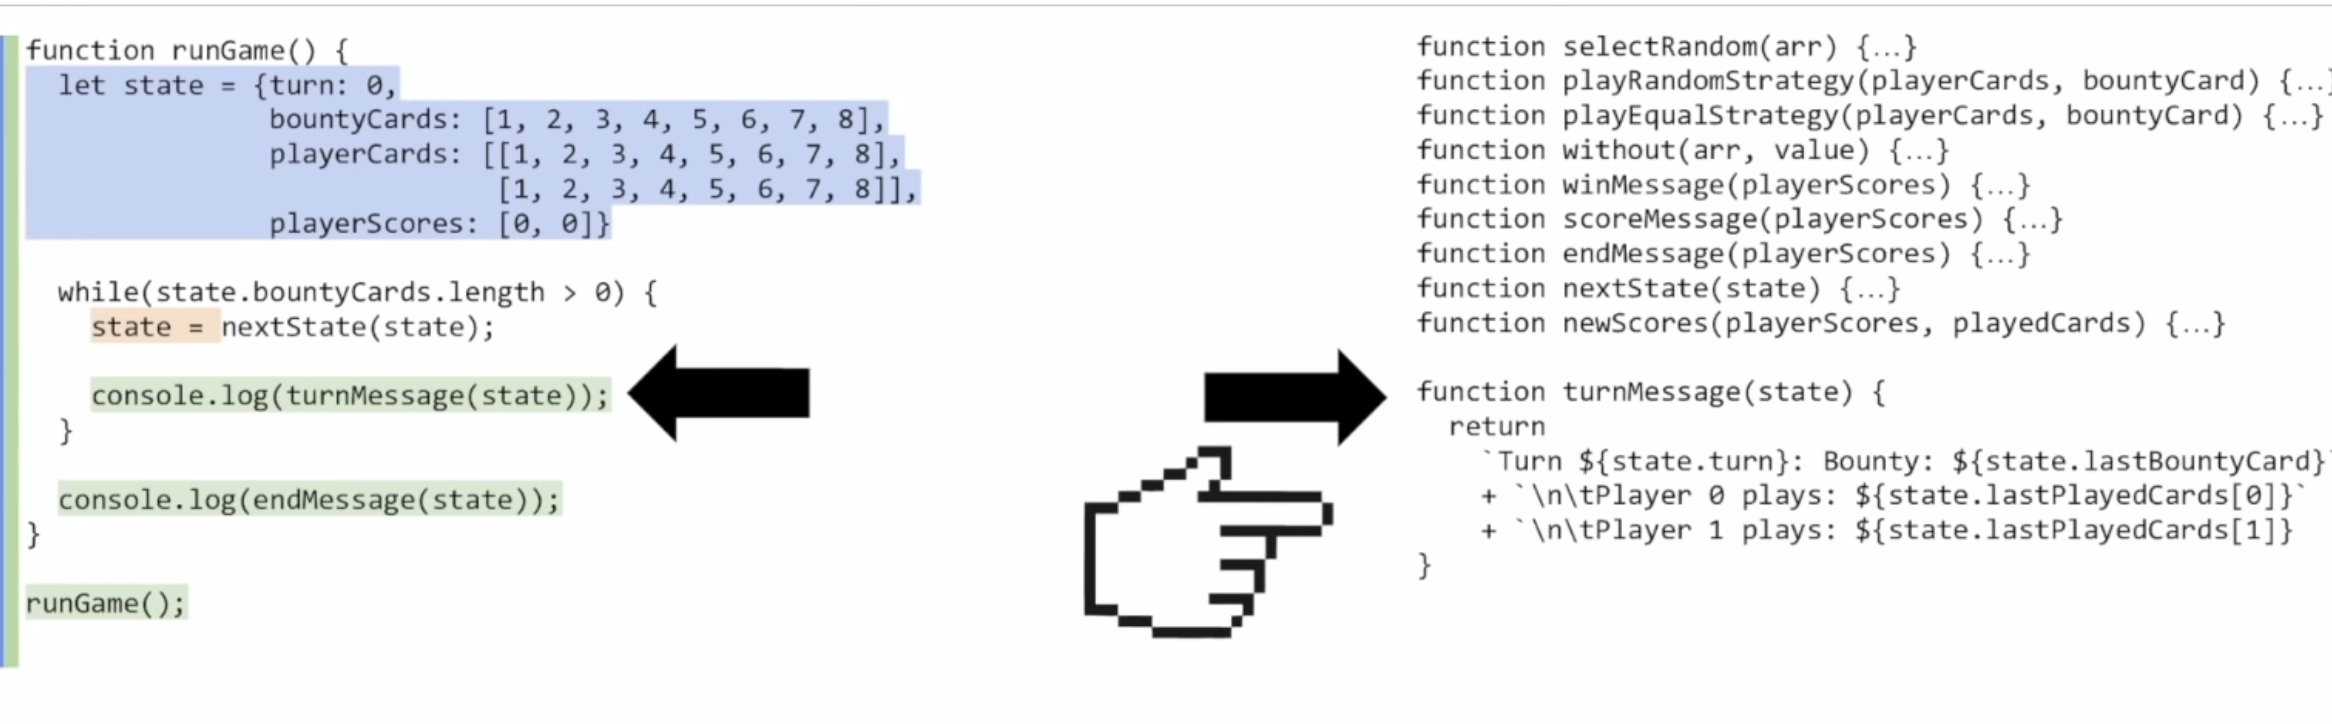 function runGame() {
  let state = {turn: 0,
               bountyCards: [1, 2, 3, 4, 5, 6, 7, 8],
               playerCards: [[1, 2, 3, 4, 5, 6, 7, 8],
                             [1, 2, 3, 4, 5, 6, 7, 8]],
               playerScores: [0, 0]}
  while(state.bountyCards.length > 0) {
    state = nextState(state);
    console.log(turnMessage(state));
  }
  console.log(endMessage(state));
}
runGame();
function selectRandom(arr) {…}
function playRandomStrategy(playerCards, bountyCard) {…}
function playEqualStrategy(playerCards, bountyCard) {…}
function without(arr, value) {…}
function winMessage(playerScores) {…}
function scoreMessage(playerScores) {…}
function endMessage(playerScores) {…}
function nextState(state) {…}
function newScores(playerScores, playedCards) {…}
function turnMessage(state) {
  return
    `Turn ${state.turn}: Bounty: ${state.lastBountyCard}`
    + `\n\tPlayer 0 plays: ${state.lastPlayedCards[0]}`
    + `\n\tPlayer 1 plays: ${state.lastPlayedCards[1]}
}